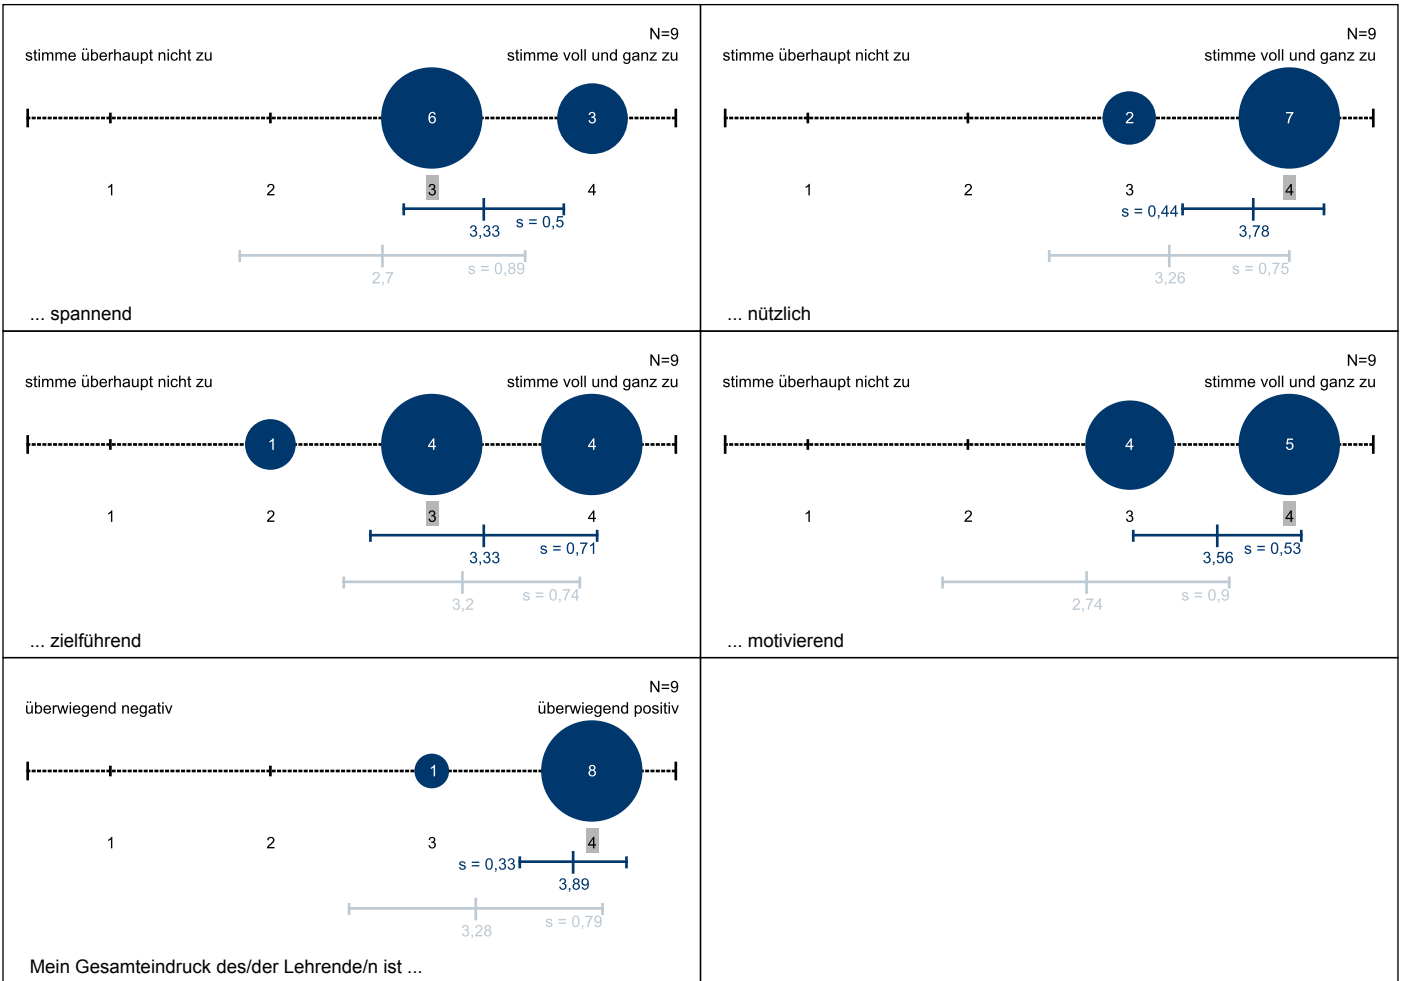 N=9
stimme überhaupt nicht zu
stimme voll und ganz zu
6
3
1
2
3
4
s = 0,5
3,33
s = 0,89
2,7
... spannend
N=9
stimme überhaupt nicht zu
stimme voll und ganz zu
2
7
1
2
3
4
s = 0,44
3,78
s = 0,75
3,26
... nützlich
N=9
stimme überhaupt nicht zu
stimme voll und ganz zu
1
4
4
1
2
3
4
s = 0,71
3,33
s = 0,74
3,2
... zielführend
N=9
stimme überhaupt nicht zu
stimme voll und ganz zu
4
5
1
2
3
4
s = 0,53
3,56
s = 0,9
2,74
... motivierend
N=9
überwiegend negativ
überwiegend positiv
1
8
1
2
3
4
s = 0,33
3,89
s = 0,79
3,28
Mein Gesamteindruck des/der Lehrende/n ist ...